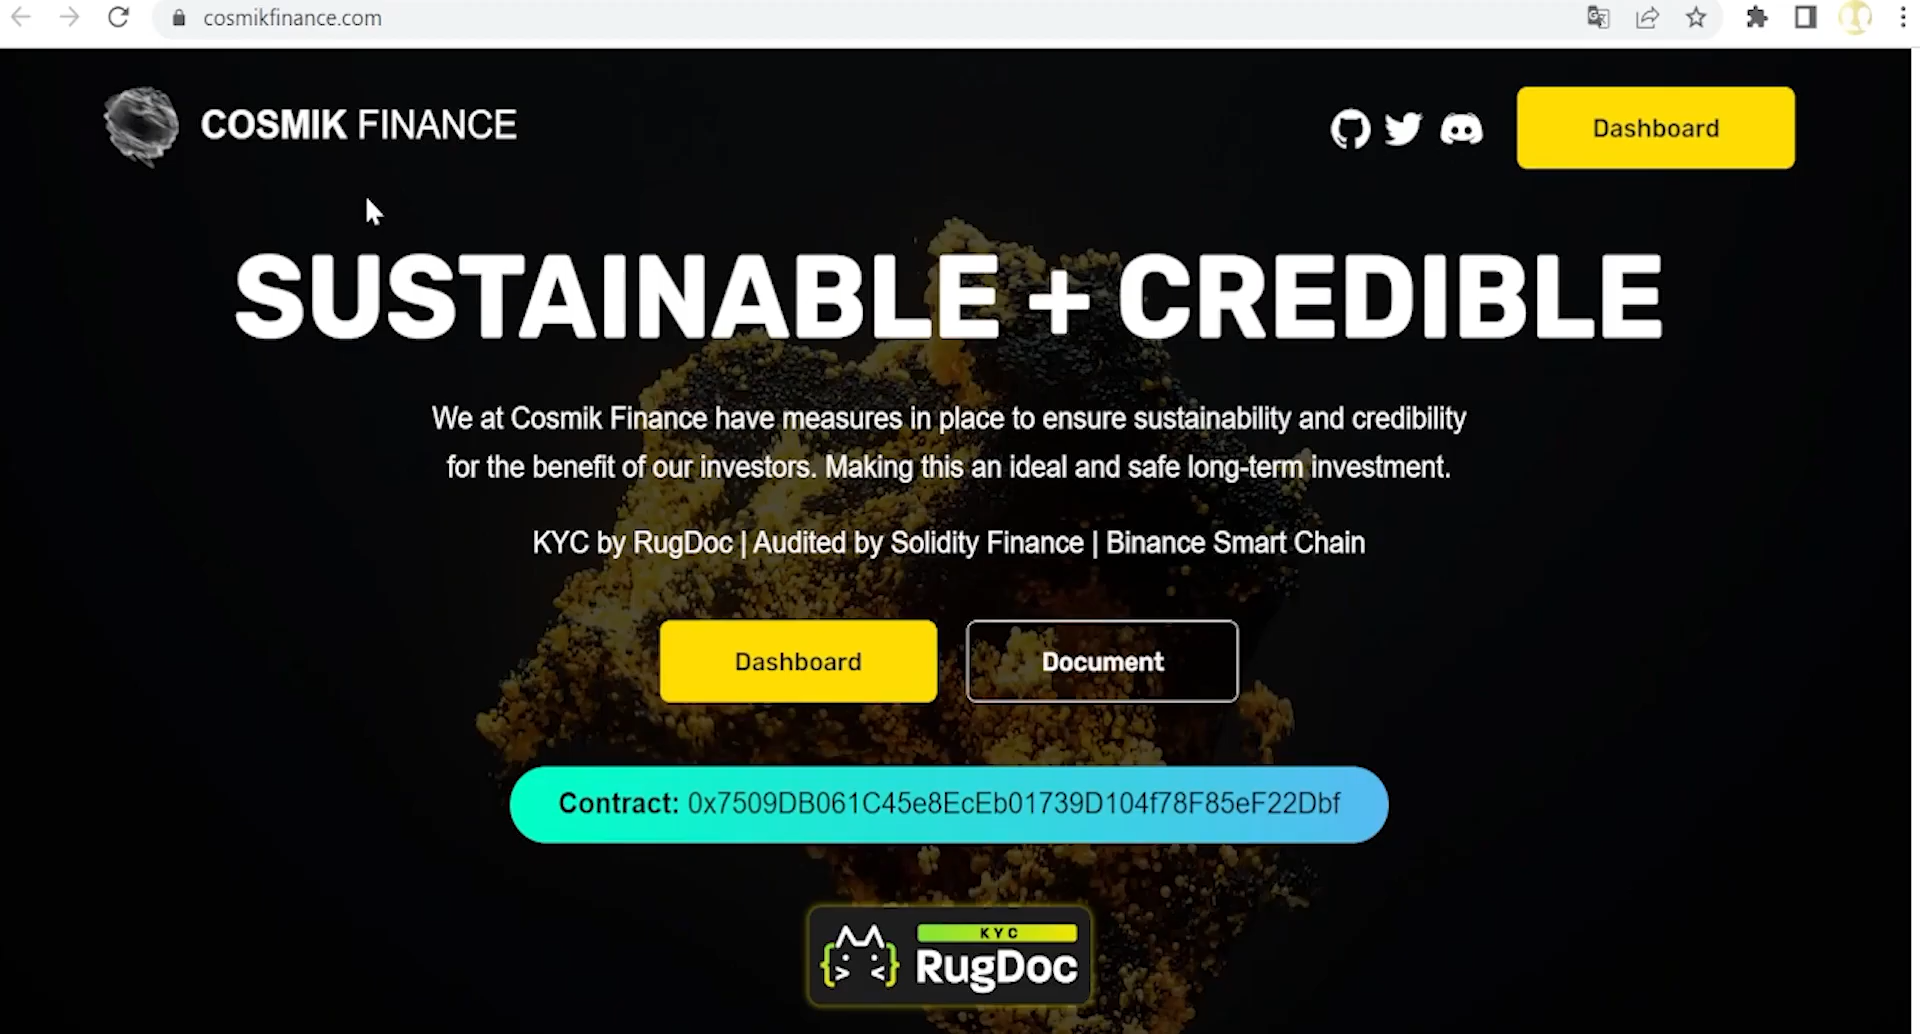 cosmikfinance.com
COSMIK FINANCE
Dashboard
SUSTAINABLE + CREDIBLE
We at Cosmik Finance have measures in place to ensure sustainability and credibility
for the benefit of our investors. Making this an ideal and safe long-term investment.
KYC by RugDoc | Audited by Solidity Finance | Binance Smart Chain
Dashboard
Document
Contract: 0x7509DB061C45e8EcEb01739D104f78F85eF22Dbf
KYC
RugDoc